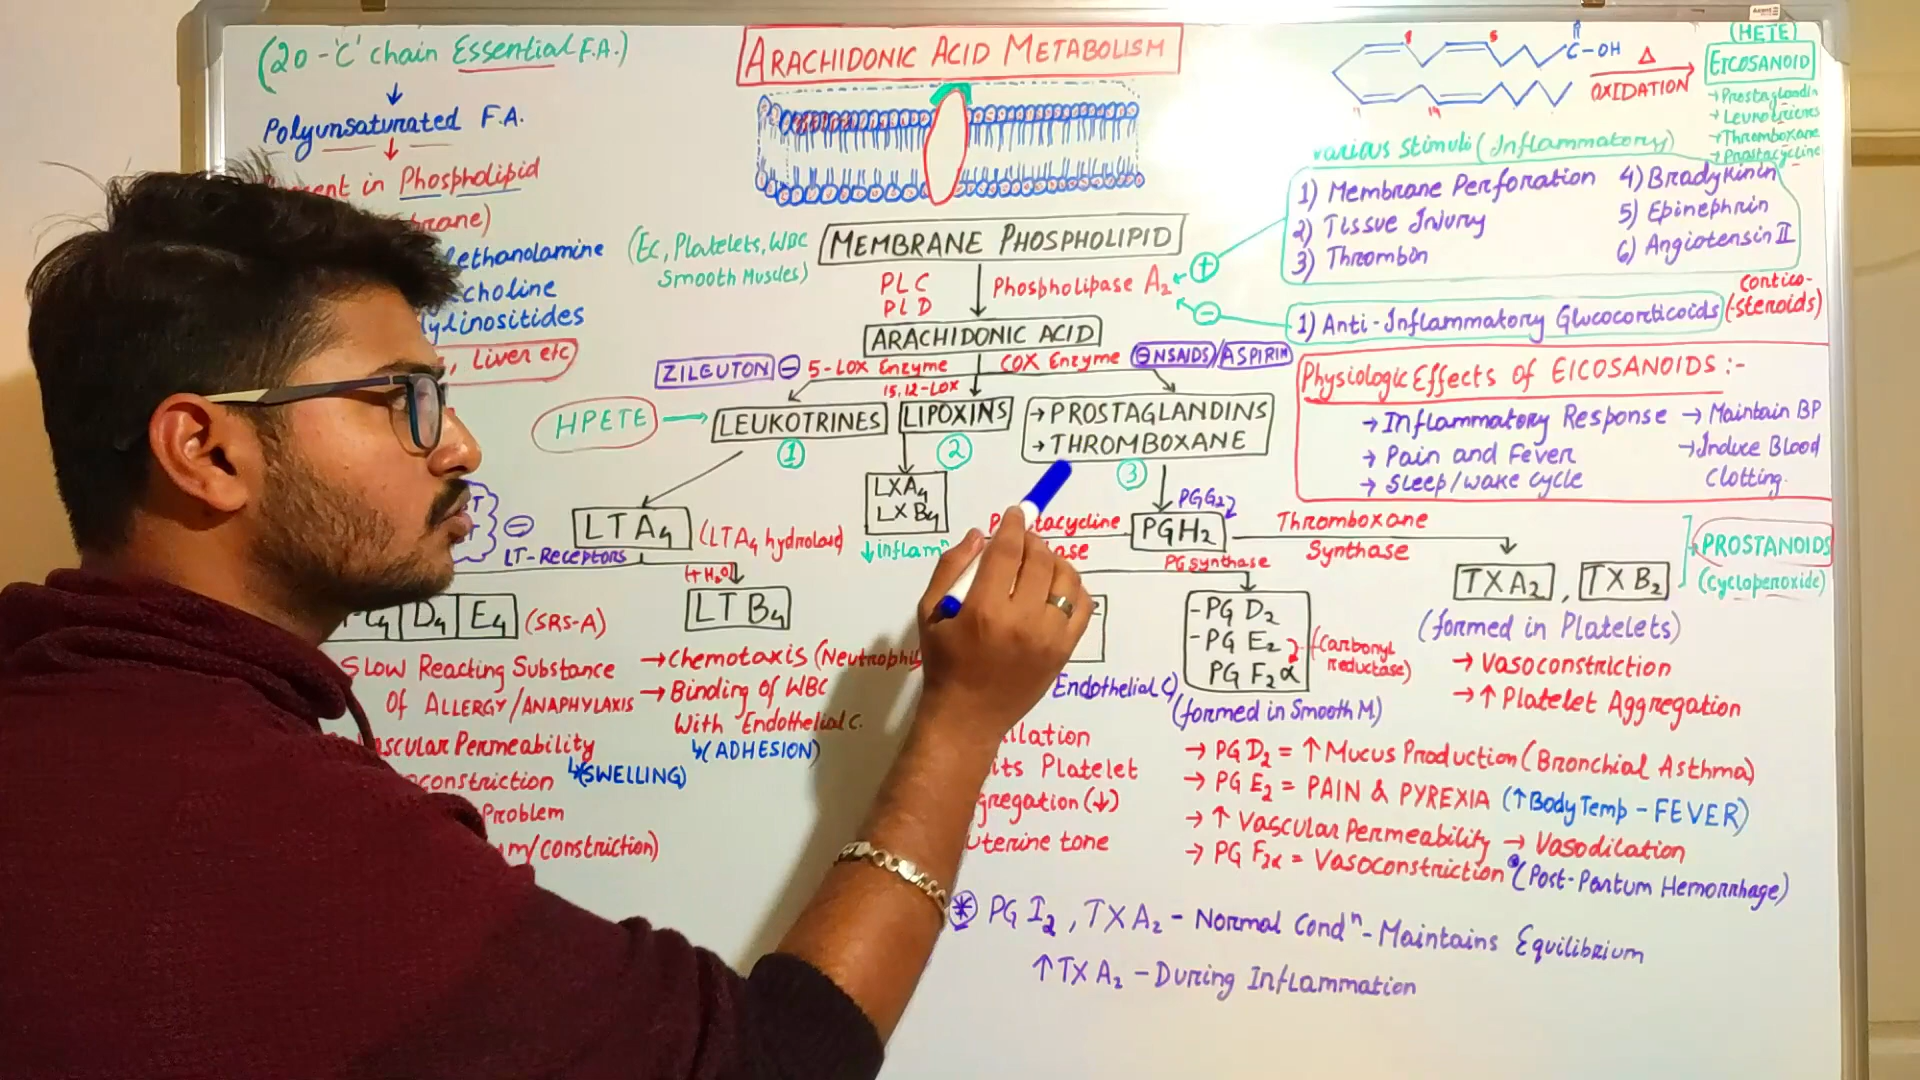 (20-'C' chain Essential F.A.)
Polyunsaturated F.A.
in Phospholipid
ethanolamine
choline
Liver etc)
ARACHIDONIC ACID METABOLISM
C-OH
Δ
OXIDATION
(HETE)
EICOSANOID
→Prostaglandin
→Thromboxane
→Prostacycline
various stimuli (Inflammatory)
1) Membrane Perforation
2) Tissue Injury
3) Thrombin
4) Bradykinin
5) Epinephrin
6) Angiotensin II
(Ec, Platelets, WBC
Smooth Muscles)
MEMBRANE PHOSPHOLIPID
PLC
PLD
Phospholipase A₂
+
-
1) Anti-Inflammatory Glucocorticoids
(cortico-
-steroids)
ARACHIDONIC ACID
ZILEUTON ⊖ 5-LOX Enzyme
15,12-LOX
COX Enzyme
⊖ NSAIDS/ASPIRIN
HPETE →
LEUKOTRINES
1
LIPOXINS
2
→ PROSTAGLANDINS
→ THROMBOXANE
3
Physiologic Effects of EICOSANOIDS :-
→ Inflammatory Response
→ Pain and Fever
→ Sleep/wake cycle
→ Maintain BP
→ Induce Blood
Clotting.
LXA₄
LXB₄
↓inflamⁿ
LTA₄
(LTA₄ hydrolase)
⊖
LT-Receptors
(+H₂O)
D₄ E₄ (SRS-A)
LTB₄
Slow Reacting Substance
Of ALLERGY/ANAPHYLAXIS
Vascular Permeability
↳(SWELLING)
Problem
/constriction)
→Chemotaxis (Neutrophil
→Binding of WBC
With Endothelial C.
↳(ADHESION)
PGG₂
PGH₂
PG synthase
Thromboxane
Synthase
TXA₂ , TXB₂
PROSTANOIDS
(cycloperoxide)
(formed in Platelets)
→ Vasoconstriction
→ ↑ Platelet Aggregation
-PG D₂
-PG E₂
PG F₂α
(Carbonyl
reductase)
(formed in Smooth M)
Endothelial C)
Platelet
(↓)
Uterine tone
→ PG D₂ = ↑ Mucus Production (Bronchial Asthma)
→ PG E₂ = PAIN & PYREXIA (↑Body Temp - FEVER)
→ ↑ Vascular Permeability → Vasodilation
→ PG F₂α = Vasoconstriction (Post-Partum Hemorrhage)
* PG I₂, TXA₂ - Normal Condⁿ - Maintains Equilibrium
↑TXA₂ - During Inflammation